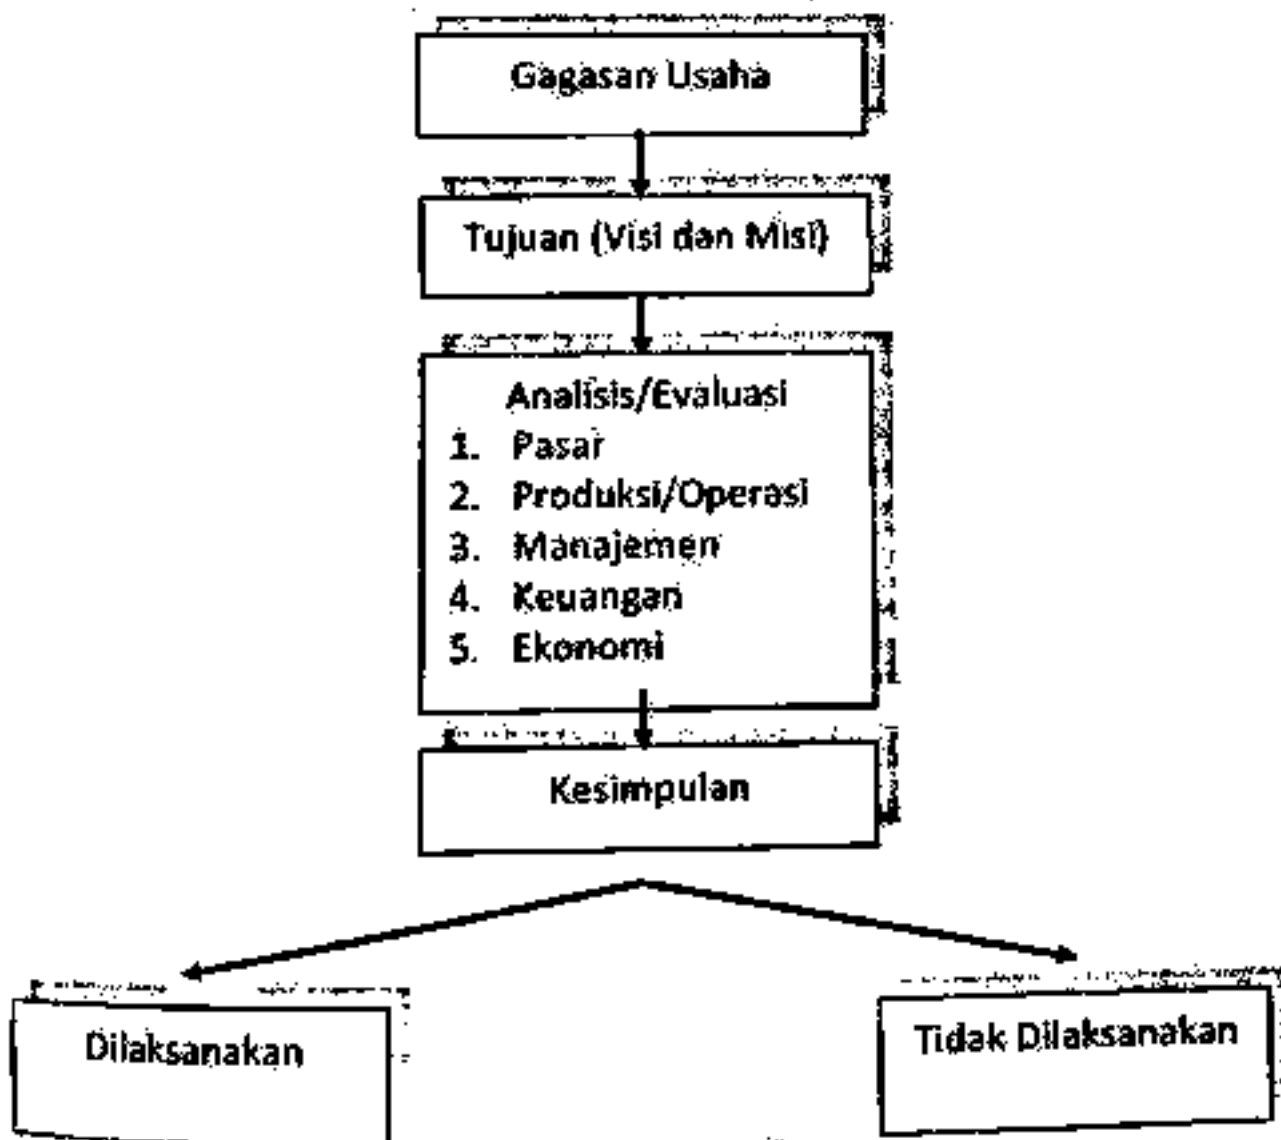 Gagasan Usaha
Tujuan (Visi dan Misi)
Analisis/Evaluasi
1. Pasar
2. Produksi/Operasi
3. Manajemen
4. Keuangan
5. Ekonomi
Kesimpulan
Dilaksanakan
Tidak Dilaksanakan